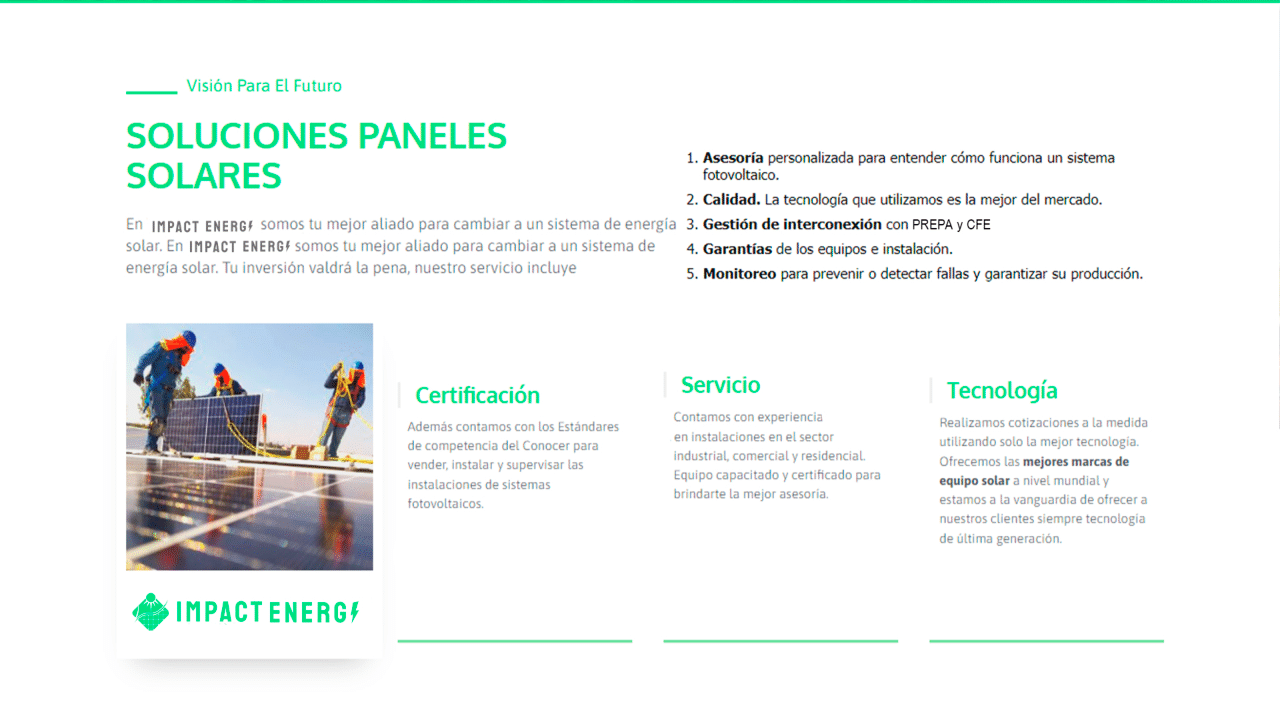 Visión Para El Futuro
SOLUCIONES PANELES
SOLARES
En IMPACT ENERG somos tu mejor aliado para cambiar a un sistema de energía
solar. En IMPACT ENERG somos tu mejor aliado para cambiar a un sistema de
energía solar. Tu inversión valdrá la pena, nuestro servicio incluye
1. Asesoría personalizada para entender cómo funciona un sistema
fotovoltaico.
2. Calidad. La tecnología que utilizamos es la mejor del mercado.
3. Gestión de interconexión con PREPA y CFE
4. Garantías de los equipos e instalación.
5. Monitoreo para prevenir o detectar fallas y garantizar su producción.
IMPACT ENERG
Certificación
Además contamos con los Estándares
de competencia del Conocer para
vender, instalar y supervisar las
instalaciones de sistemas
fotovoltaicos.
Servicio
Contamos con experiencia
en instalaciones en el sector
industrial, comercial y residencial.
Equipo capacitado y certificado para
brindarte la mejor asesoria.
Tecnología
Realizamos cotizaciones a la medida
utilizando solo la mejor tecnología.
Ofrecemos las mejores marcas de
equipo solar a nivel mundial y
estamos a la vanguardia de ofrecer a
nuestros clientes siempre tecnologia
de última generación.